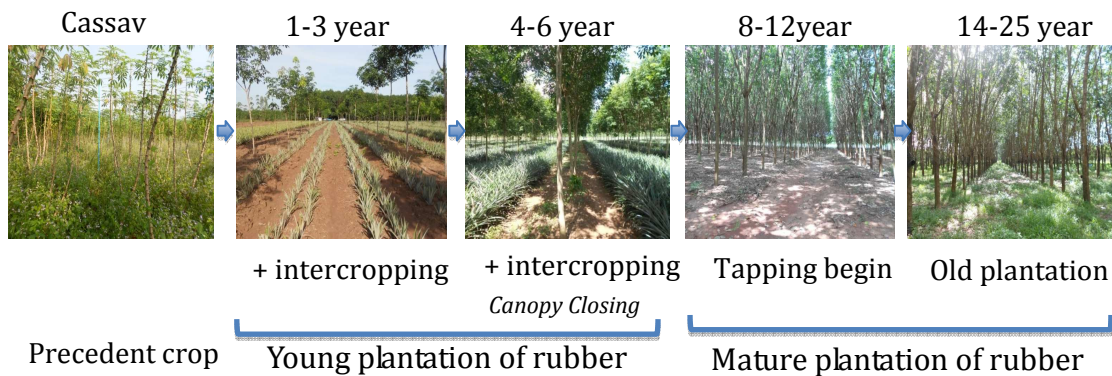 Cassav
1-3 year
4-6 year
8-12year
14-25 year
+ intercropping
+ intercropping
Tapping begin
Old plantation
Canopy Closing
Precedent crop
Young plantation of rubber
Mature plantation of rubber